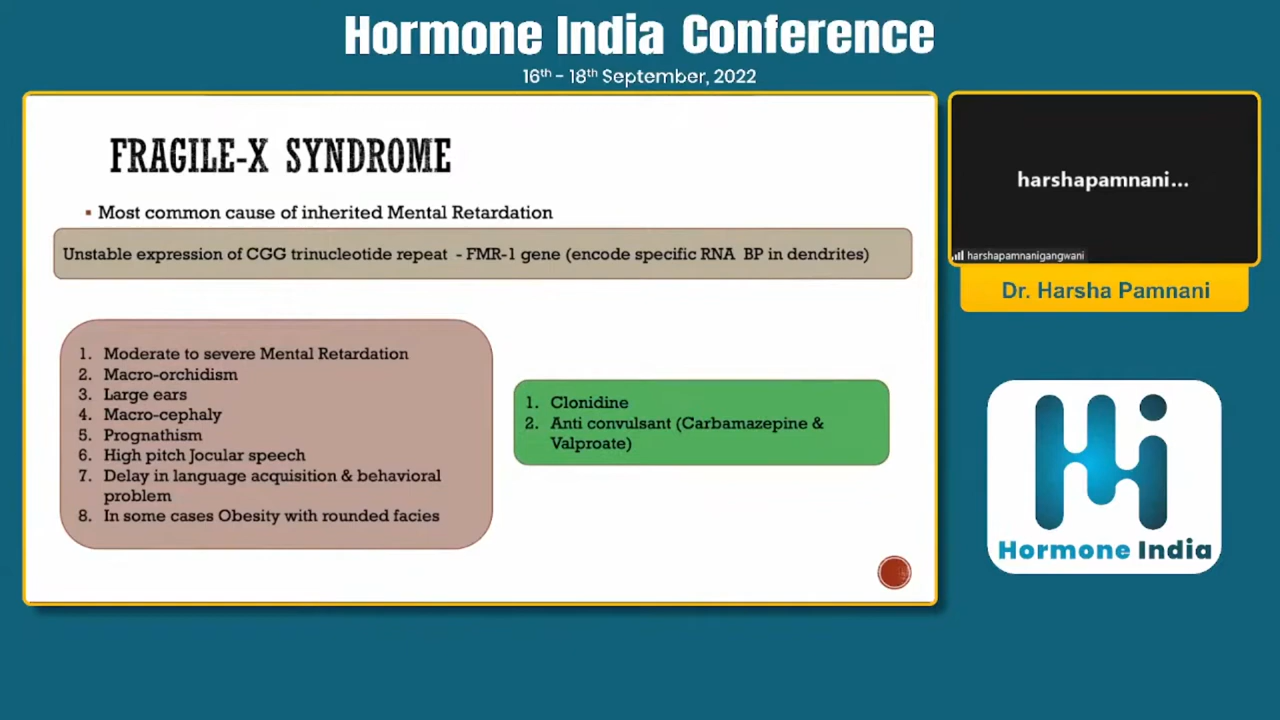 Hormone India Conference
16th - 18th September, 2022
FRAGILE-X SYNDROME
▪ Most common cause of inherited Mental Retardation
Unstable expression of CGG trinucleotide repeat - FMR-1 gene (encode specific RNA BP in dendrites)
1. Moderate to severe Mental Retardation
2. Macro-orchidism
3. Large ears
4. Macro-cephaly
5. Prognathism
6. High pitch Jocular speech
7. Delay in language acquisition & behavioral
problem
8. In some cases Obesity with rounded facies
1. Clonidine
2. Anti convulsant (Carbamazepine &
Valproate)
harshapamnani...
harshapamnanigangwani
Dr. Harsha Pamnani
Hi
Hormone India